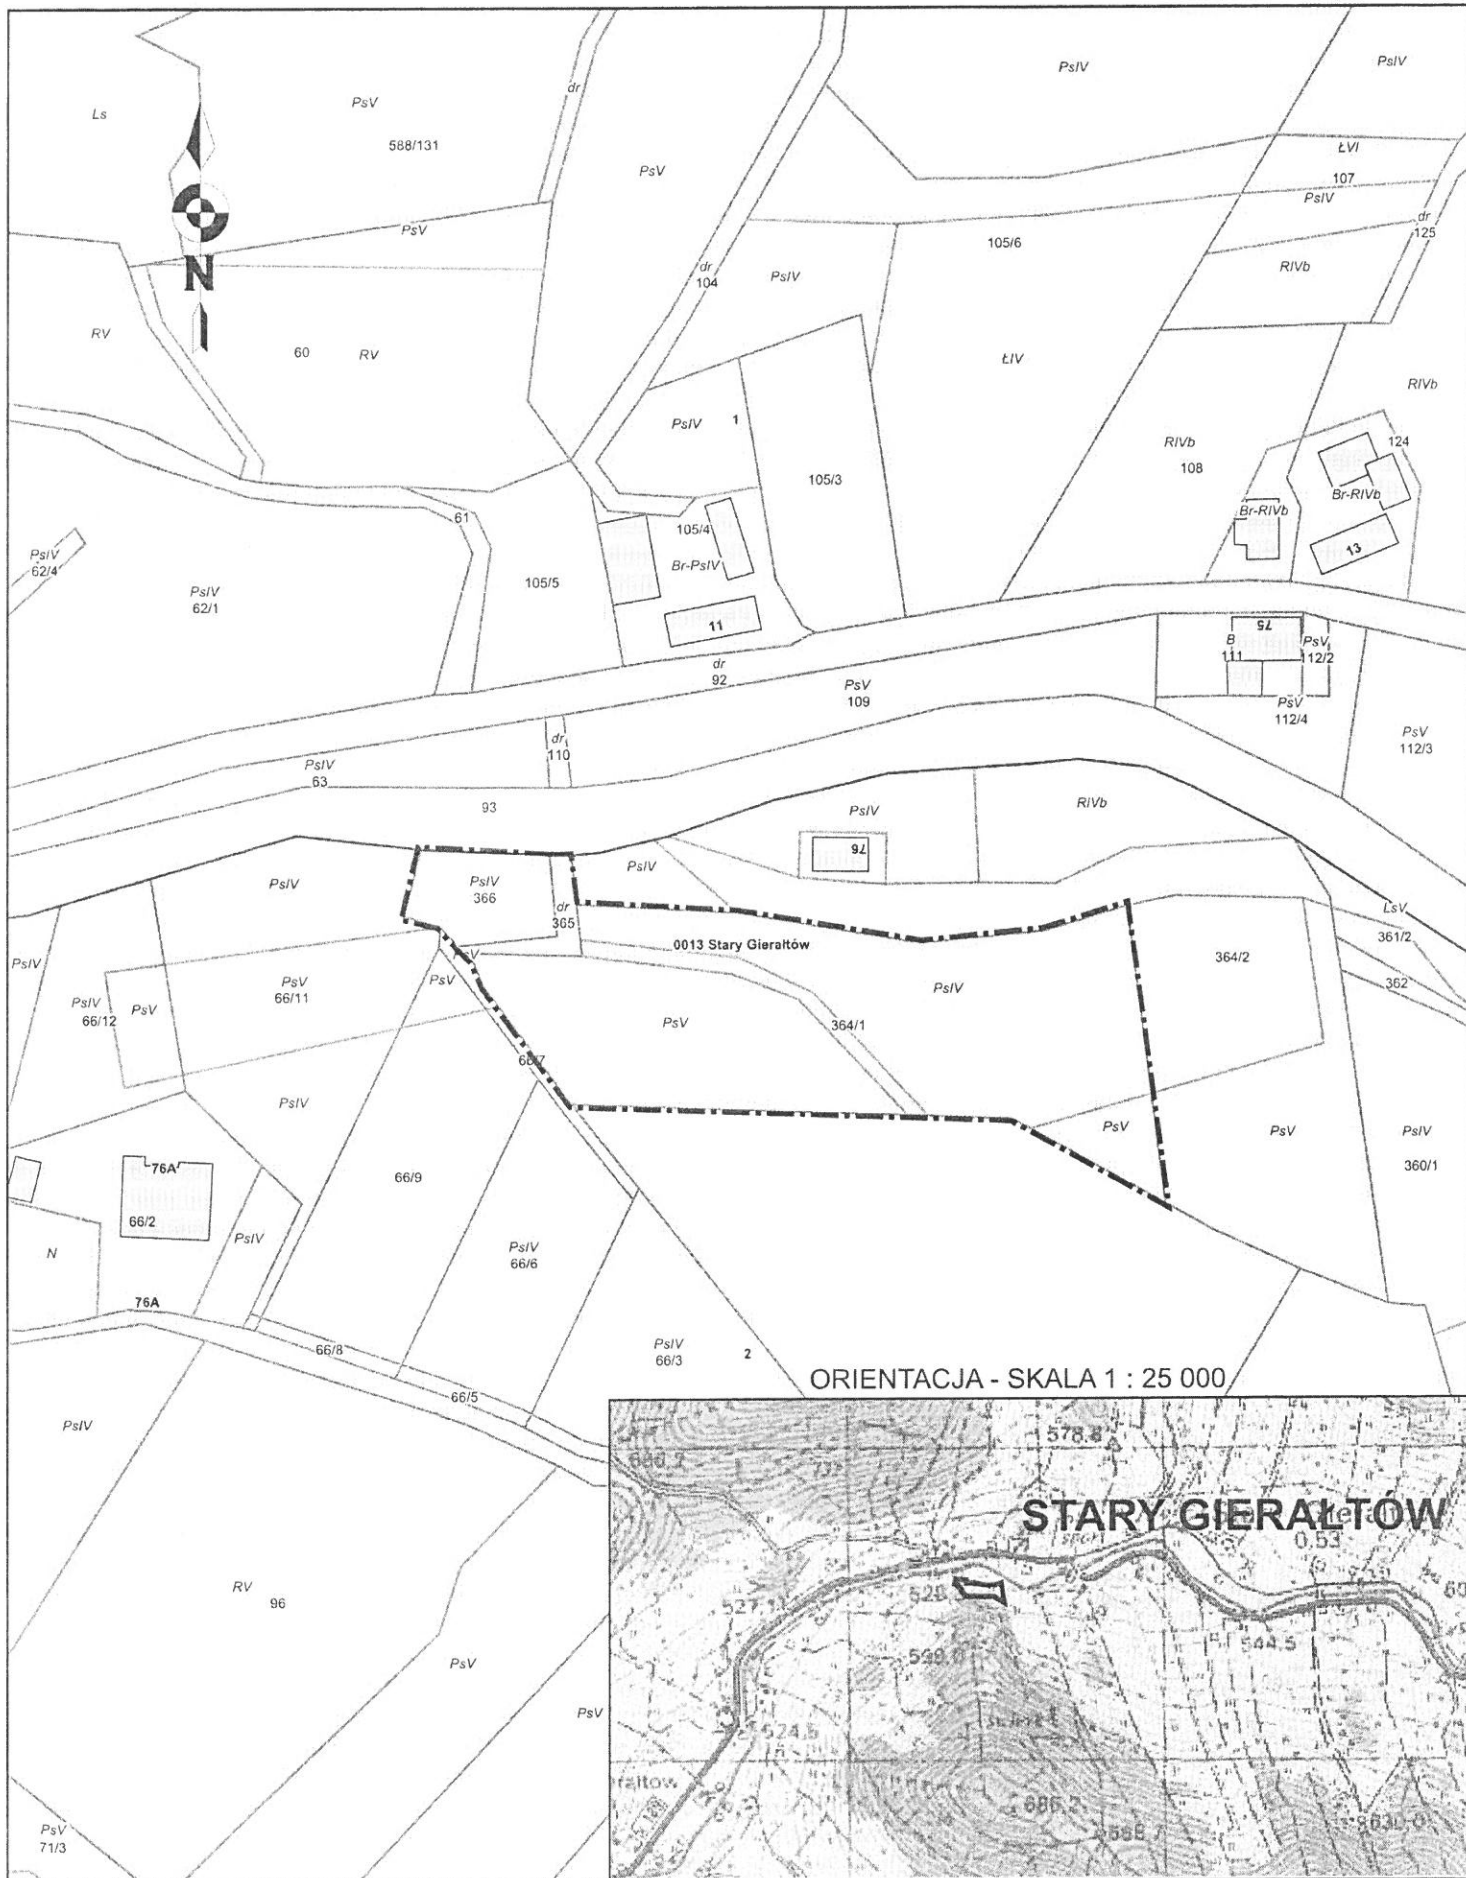 PsIV
PsIV
Ls
PsV
dr
588/131
ŁVI
107
PsV
PsIV
dr
125
PsV
105/6
RIVb
dr
104
PsIV
RV
60
RV
ŁIV
RIVb
PsIV
1
RIVb
108
124
105/3
Br-RIVb
Br-RIVb
61
105/4
13
PsIV
62/4
Br-PsIV
105/5
PsIV
62/1
11
75
B
111
PsV
112/2
dr
92
PsV
109
PsV
112/4
PsV
112/3
dr
110
PsIV
63
93
PsIV
RIVb
76
PsIV
PsIV
PsIV
366
dr
365
LsV
361/2
0013 Stary Gierałtów
364/2
PsIV
V
PsV
PsV
66/11
362
PsIV
PsIV
66/12
PsV
PsV
364/1
66/7
PsIV
PsV
PsV
PsIV
360/1
76A
66/9
66/2
PsIV
N
PsIV
66/6
76A
66/8
PsIV
66/3
2
ORIENTACJA - SKALA 1 : 25 000
66/5
PsIV
578.8
STARY GIERAŁTÓW
0.53
RV
96
544.5
PsV
PsV
524.5
686.2
PsV
71/3